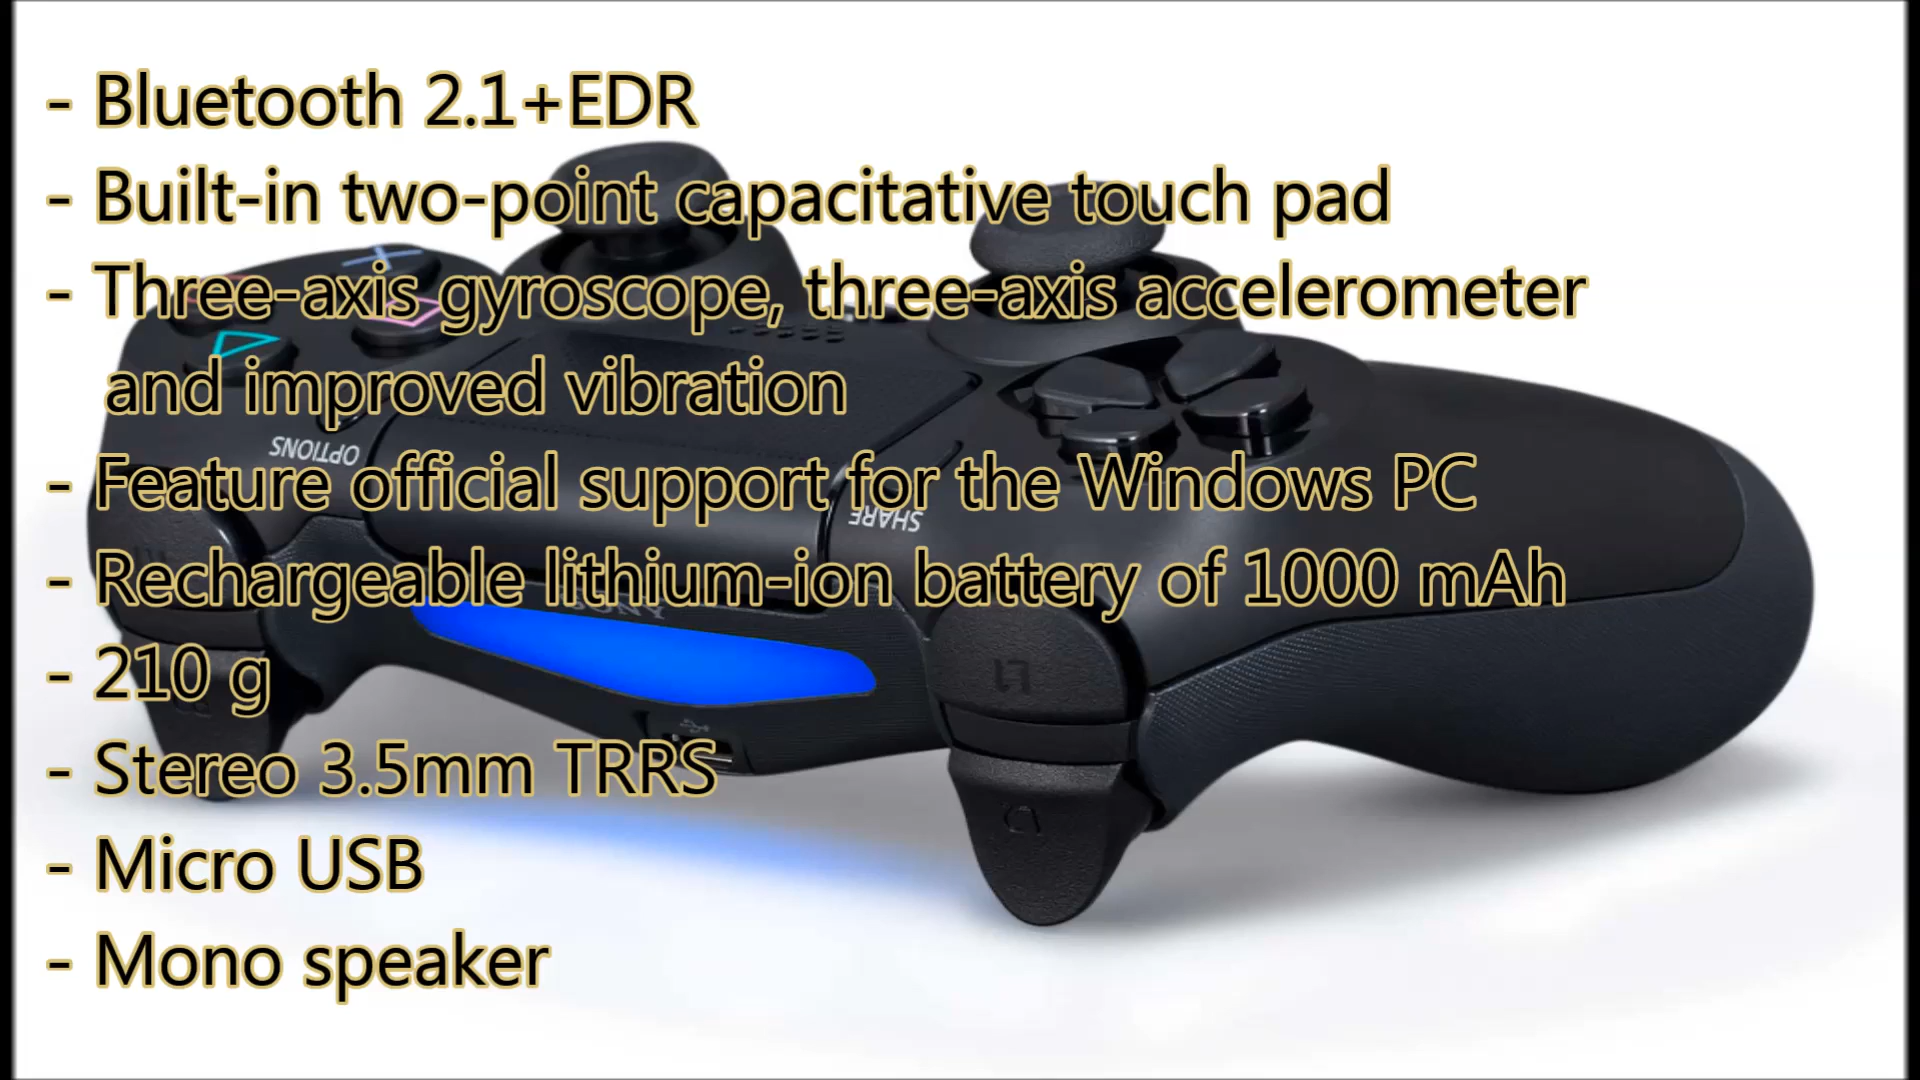 - Bluetooth 2.1+EDR
- Built-in two-point capacitative touch pad
- Three-axis gyroscope, three-axis accelerometer
and improved vibration
OPTIONS
- Feature official support for the Windows PC
SHARE
- Rechargeable lithium-ion battery of 1000 mAh
SONY
- 210 g
L1
- Stereo 3.5mm TRRS
- Micro USB
- Mono speaker